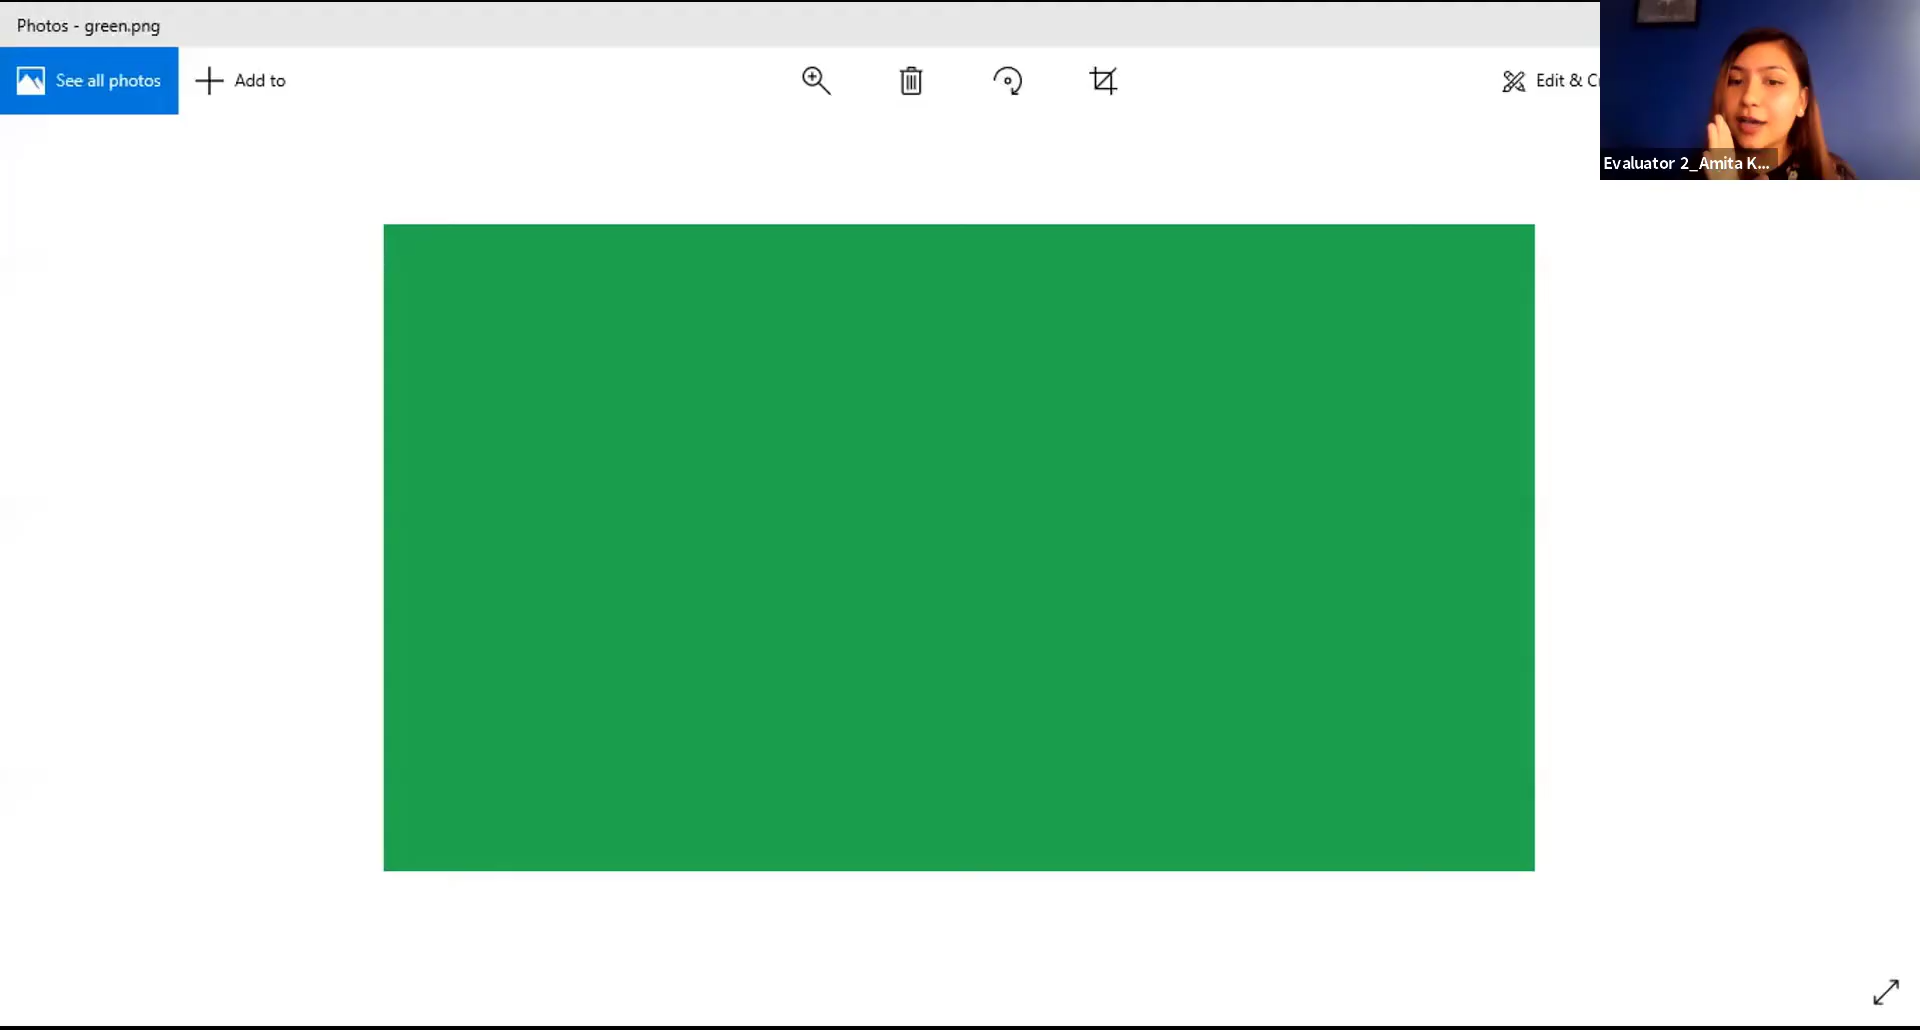 Photos - green.png
See all photos
Add to
Edit & C
Evaluator 2_Amita K...